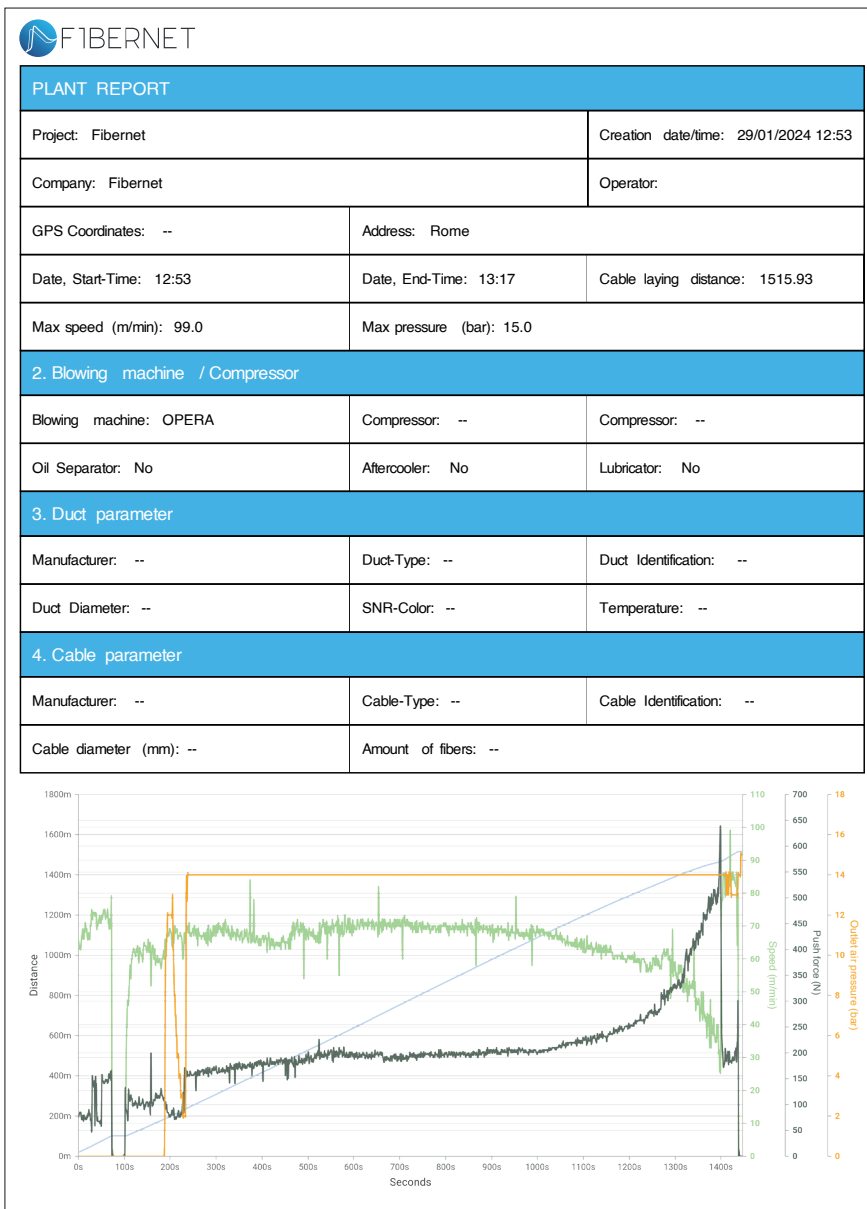 F1BERNET
PLANT REPORT
Project: Fibernet
Creation date/time: 29/01/2024 12:53
Company: Fibernet
Operator:
GPS Coordinates: --
Address: Rome
Date, Start-Time: 12:53
Date, End-Time: 13:17
Cable laying distance: 1515.93
Max speed (m/min): 99.0
Max pressure (bar): 15.0
2. Blowing machine / Compressor
Blowing machine: OPERA
Compressor: --
Compressor: --
Oil Separator: No
Aftercooler: No
Lubricator: No
3. Duct parameter
Manufacturer: --
Duct-Type: --
Duct Identification: --
Duct Diameter: --
SNR-Color: --
Temperature: --
4. Cable parameter
Manufacturer: --
Cable-Type: --
Cable Identification: --
Cable diameter (mm): --
Amount of fibers: --
1800m
1600m
1400m
1200m
1000m
800m
600m
400m
200m
0m
Distance
0s 100s 200s 300s 400s 500s 600s 700s 800s 900s 1000s 1100s 1200s 1300s 1400s
Seconds
110
100
90
80
70
60
50
40
30
20
10
0
Speed (m/min)
700
650
600
550
500
450
400
350
300
250
200
150
100
50
0
Push force (N)
18
16
14
12
10
8
6
4
2
0
Outlet air pressure (bar)